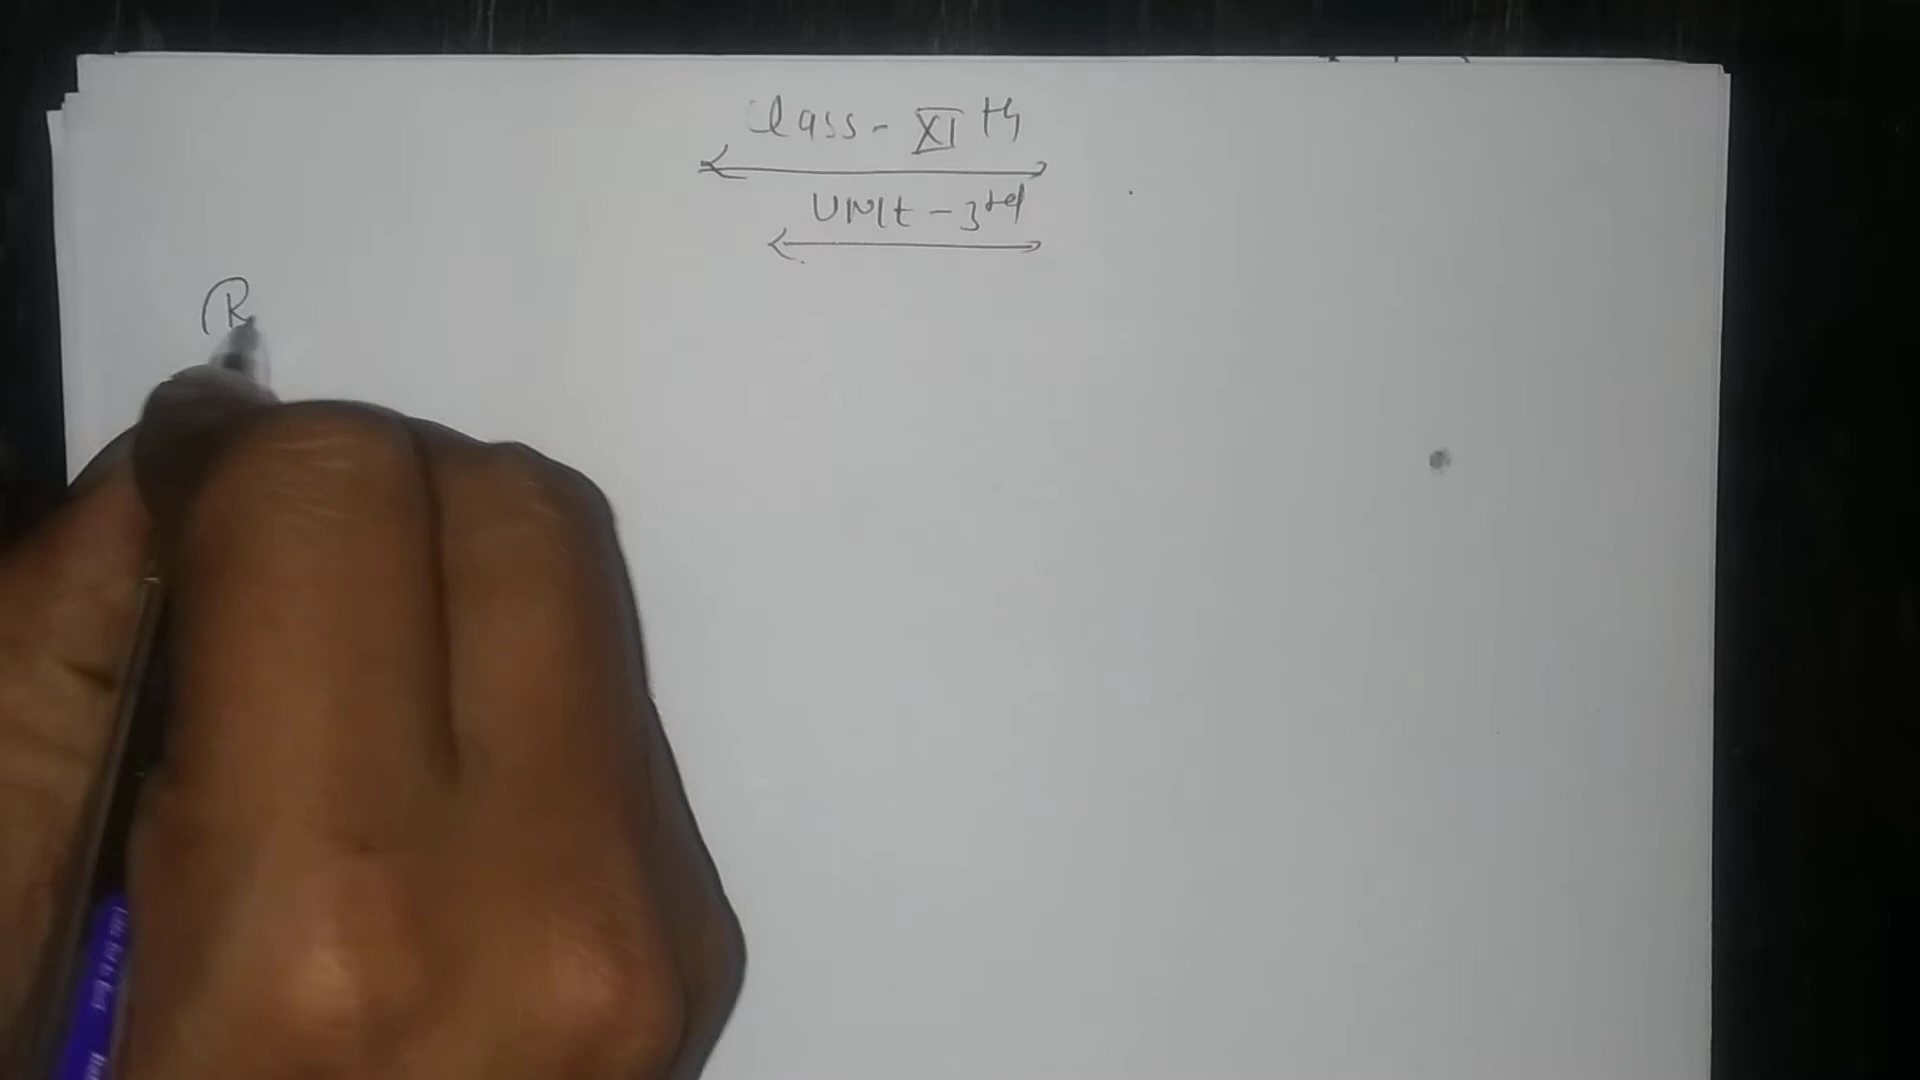 Class - XI th
UNIt - 3rd
R